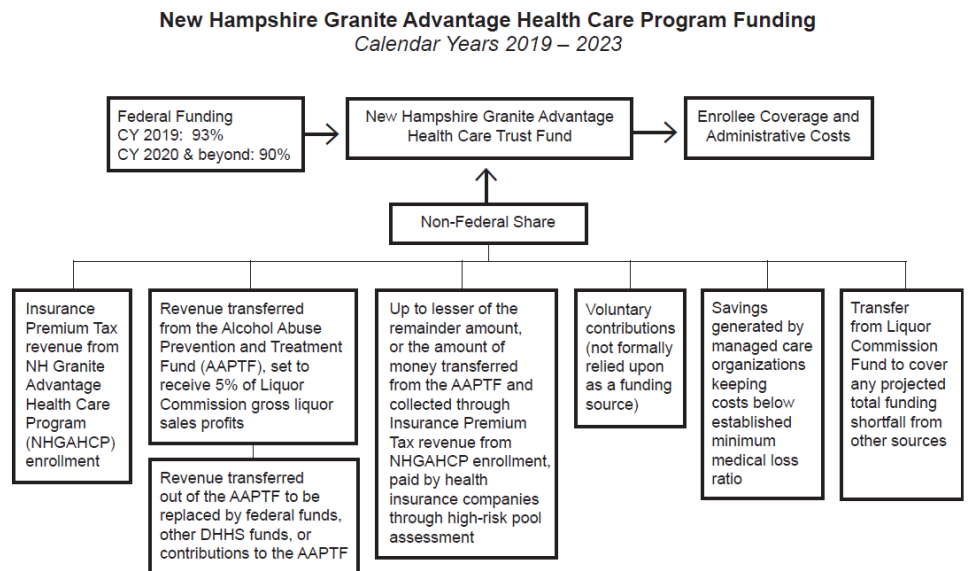 New Hampshire Granite Advantage Health Care Program Funding
Calendar Years 2019 – 2023
Federal Funding
CY 2019: 93%
CY 2020 & beyond: 90%
New Hampshire Granite Advantage
Health Care Trust Fund
Enrollee Coverage and
Administrative Costs
Non-Federal Share
Insurance
Premium Tax
revenue from
NH Granite
Advantage
Health Care
Program
(NHGAHCP)
enrollment
Revenue transferred
from the Alcohol Abuse
Prevention and Treatment
Fund (AAPTF), set to
receive 5% of Liquor
Commission gross liquor
sales profits
Revenue transferred
out of the AAPTF to be
replaced by federal funds,
other DHHS funds, or
contributions to the AAPTF
Up to lesser of the
remainder amount,
or the amount of
money transferred
from the AAPTF and
collected through
Insurance Premium
Tax revenue from
NHGAHCP enrollment,
paid by health
insurance companies
through high-risk pool
assessment
Voluntary
contributions
(not formally
relied upon
as a funding
source)
Savings
generated by
managed care
organizations
keeping
costs below
established
minimum
medical loss
ratio
Transfer
from Liquor
Commission
Fund to cover
any projected
total funding
shortfall from
other sources